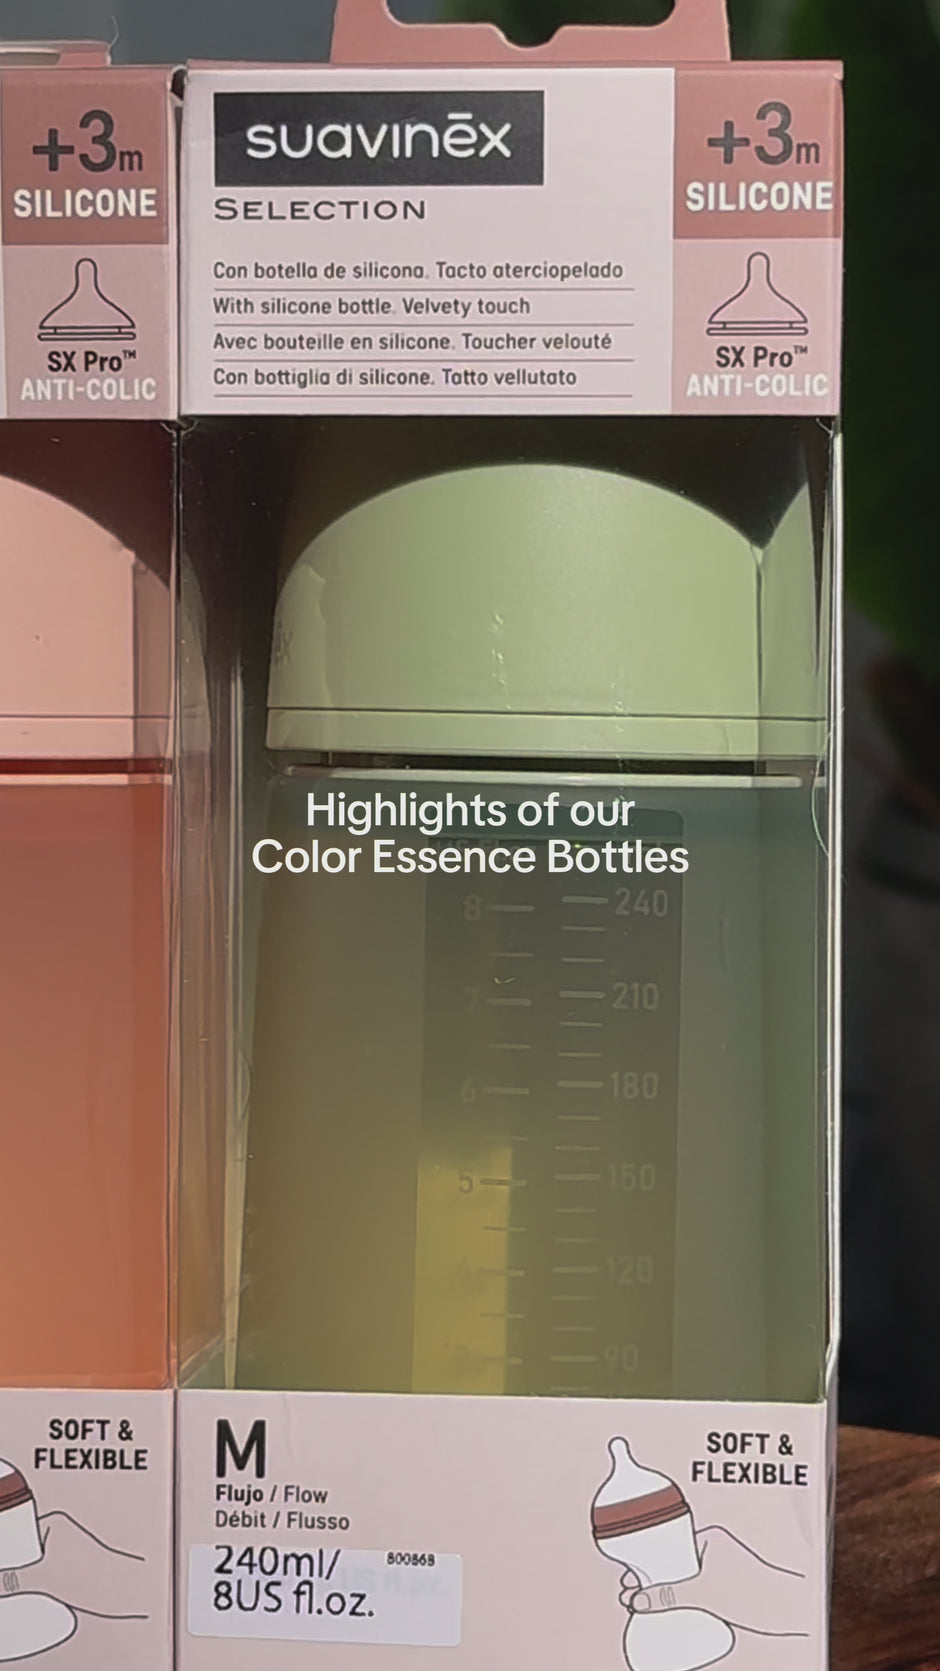 +3m
SILICONE
SX Pro™
ANTI-COLIC
suavinēx
SELECTION
Con botella de silicona. Tacto aterciopelado
With silicone bottle. Velvety touch
Avec bouteille en silicone. Toucher velouté
Con bottiglia di silicone. Tatto vellutato
+3m
SILICONE
SX Pro™
ANTI-COLIC
Highlights of our
Color Essence Bottles
8 240
7 210
6 180
5 150
4 120
90
SOFT &
FLEXIBLE
M
Flujo / Flow
Débit / Flusso
240ml/ 800868
8US fl.oz.
SOFT &
FLEXIBLE